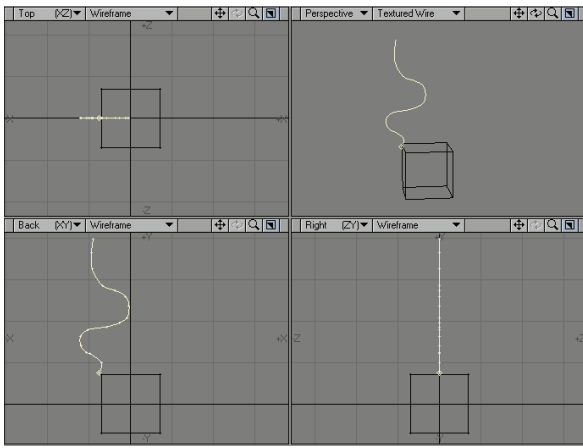 Top (XZ) Wireframe
Perspective Textured Wire
+Z
-X +X
-Z
Back (XY) Wireframe
Right (ZY) Wireframe
+Y +Y
-X +X -Z +Z
-Y -Y